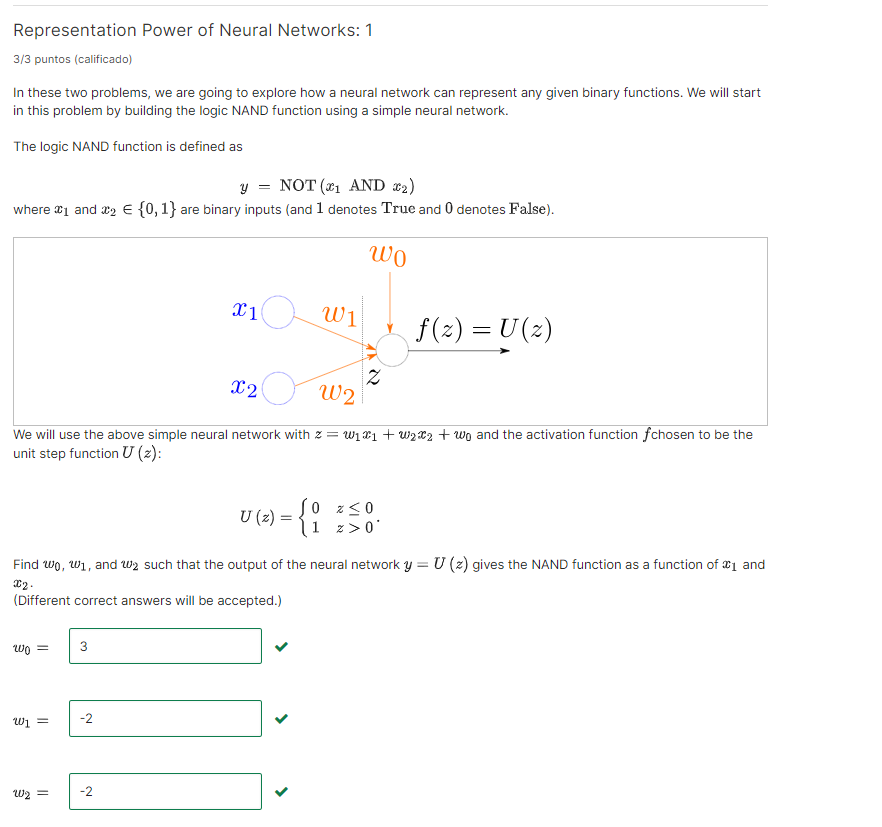 Representation Power of Neural Networks: 1
3/3 puntos (calificado)
In these two problems, we are going to explore how a neural network can represent any given binary functions. We will start
in this problem by building the logic NAND function using a simple neural network.
The logic NAND function is defined as
y = NOT (x₁ AND x₂)
where x₁ and x₂ ∈ {0, 1} are binary inputs (and 1 denotes True and 0 denotes False).
w₀
x₁
w₁
f(z) = U(z)
x₂
w₂
z
We will use the above simple neural network with z = w₁x₁ + w₂x₂ + w₀ and the activation function fchosen to be the
unit step function U (z):
U (z) = { 0 z ≤ 0
1 z > 0 .
Find w₀, w₁, and w₂ such that the output of the neural network y = U (z) gives the NAND function as a function of x₁ and
x₂.
(Different correct answers will be accepted.)
w₀ = 3 ✔
w₁ = -2 ✔
w₂ = -2 ✔